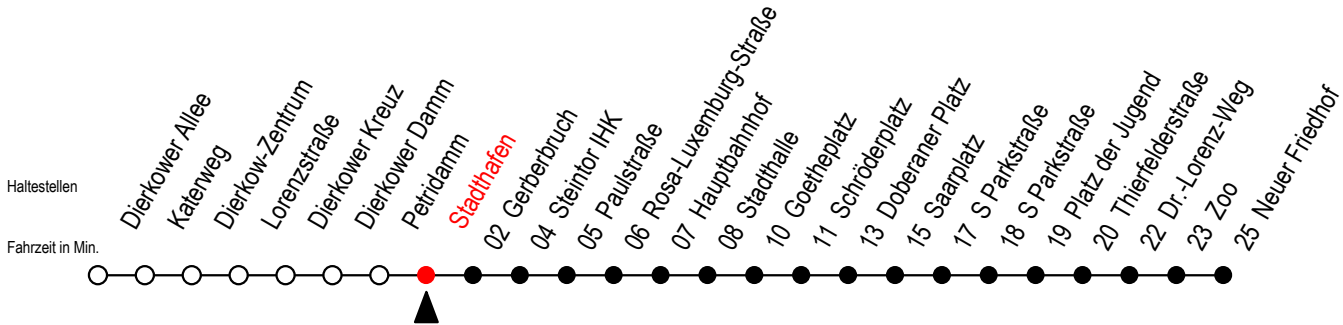 Haltestellen
Fahrzeit in Min.
Dierkower Allee
Katerweg
Dierkow-Zentrum
Lorenzstraße
Dierkower Kreuz
Dierkower Damm
Petridamm
Stadthafen
02 Gerberbruch
04 Steintor IHK
05 Paulstraße
06 Rosa-Luxemburg-Straße
07 Hauptbahnhof
08 Stadthalle
10 Goetheplatz
11 Schröderplatz
13 Doberaner Platz
15 Saarplatz
17 S Parkstraße
18 S Parkstraße
19 Platz der Jugend
20 Thierfelderstraße
22 Dr.-Lorenz-Weg
23 Zoo
25 Neuer Friedhof